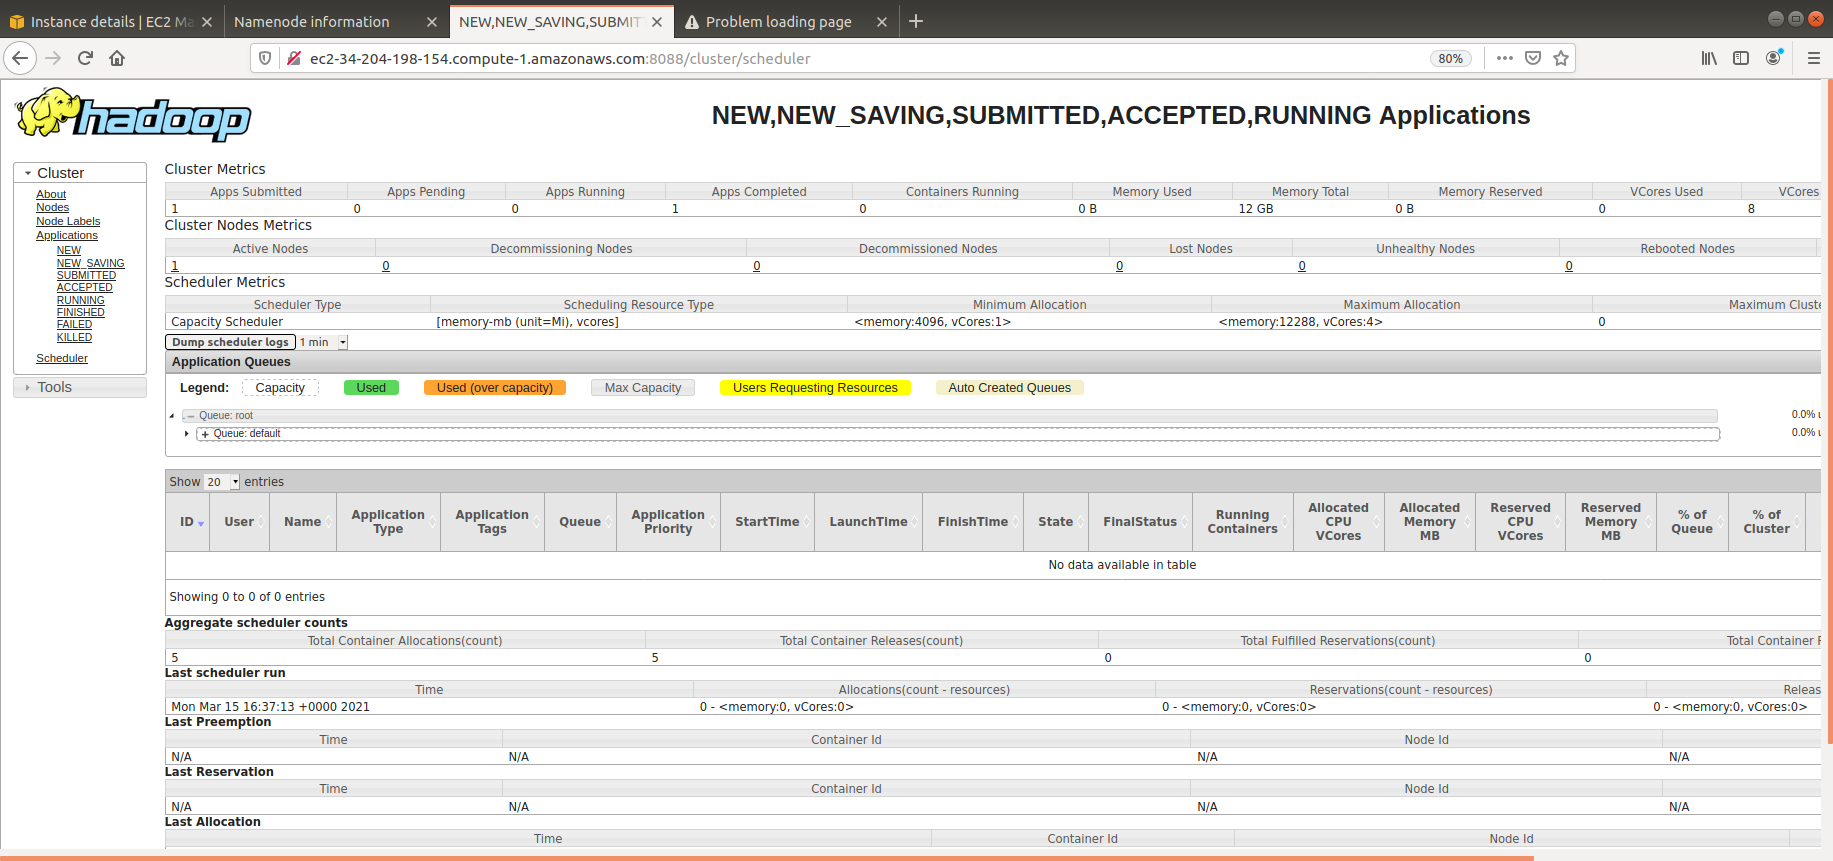 Instance details | EC2 Ma
Namenode information
NEW,NEW_SAVING,SUBMIT
Problem loading page
ec2-34-204-198-154.compute-1.amazonaws.com:8088/cluster/scheduler
80%
hadoop
NEW,NEW_SAVING,SUBMITTED,ACCEPTED,RUNNING Applications
Cluster
About
Nodes
Node Labels
Applications
NEW
NEW_SAVING
SUBMITTED
ACCEPTED
RUNNING
FINISHED
FAILED
KILLED
Scheduler
Tools
Cluster Metrics
Apps Submitted Apps Pending Apps Running Apps Completed Containers Running Memory Used Memory Total Memory Reserved VCores Used VCores
1 0 0 1 0 0 B 12 GB 0 B 0 8
Cluster Nodes Metrics
Active Nodes Decommissioning Nodes Decommissioned Nodes Lost Nodes Unhealthy Nodes Rebooted Nodes
1 0 0 0 0 0
Scheduler Metrics
Scheduler Type Scheduling Resource Type Minimum Allocation Maximum Allocation Maximum Cluste
Capacity Scheduler [memory-mb (unit=Mi), vcores] <memory:4096, vCores:1> <memory:12288, vCores:4> 0
Dump scheduler logs 1 min
Application Queues
Legend: Capacity Used Used (over capacity) Max Capacity Users Requesting Resources Auto Created Queues
Queue: root 0.0% u
+ Queue: default 0.0% u
Show 20 entries
ID User Name Application Type Application Tags Queue Application Priority StartTime LaunchTime FinishTime State FinalStatus Running Containers Allocated CPU VCores Allocated Memory MB Reserved CPU VCores Reserved Memory MB % of Queue % of Cluster
No data available in table
Showing 0 to 0 of 0 entries
Aggregate scheduler counts
Total Container Allocations(count) Total Container Releases(count) Total Fulfilled Reservations(count) Total Container F
5 5 0 0
Last scheduler run
Time Allocations(count - resources) Reservations(count - resources) Releas
Mon Mar 15 16:37:13 +0000 2021 0 - <memory:0, vCores:0> 0 - <memory:0, vCores:0> 0 - <memory:0, vCores:0>
Last Preemption
Time Container Id Node Id
N/A N/A N/A N/A
Last Reservation
Time Container Id Node Id
N/A N/A N/A N/A
Last Allocation
Time Container Id Node Id